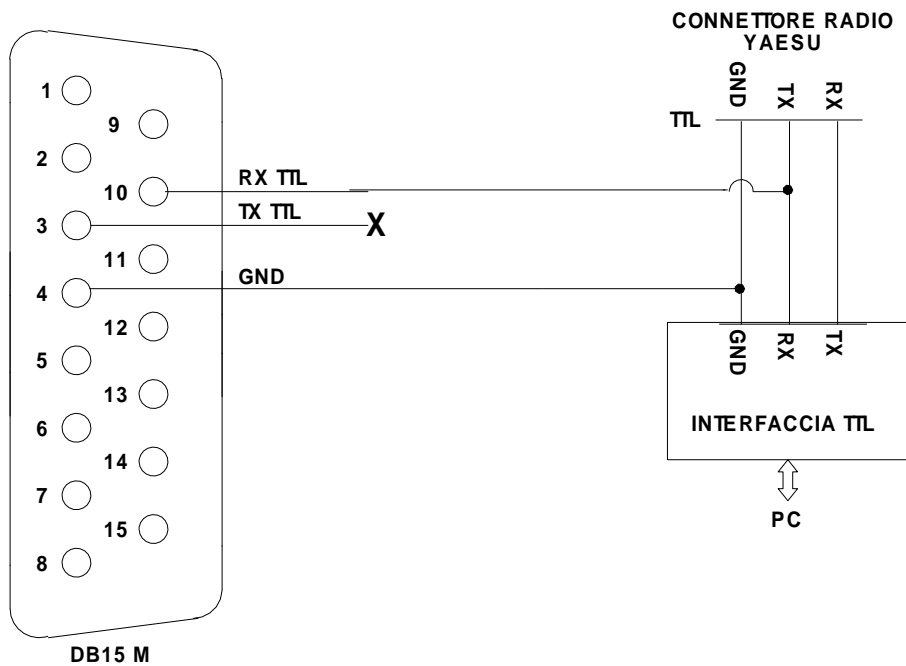 CONNETTORE RADIO
YAESU
GND
TX
RX
TTL
1
9
2
10
RX TTL
3
TX TTL
X
11
4
GND
12
5
13
6
14
7
15
8
GND
RX
TX
INTERFACCIA TTL
PC
DB15 M